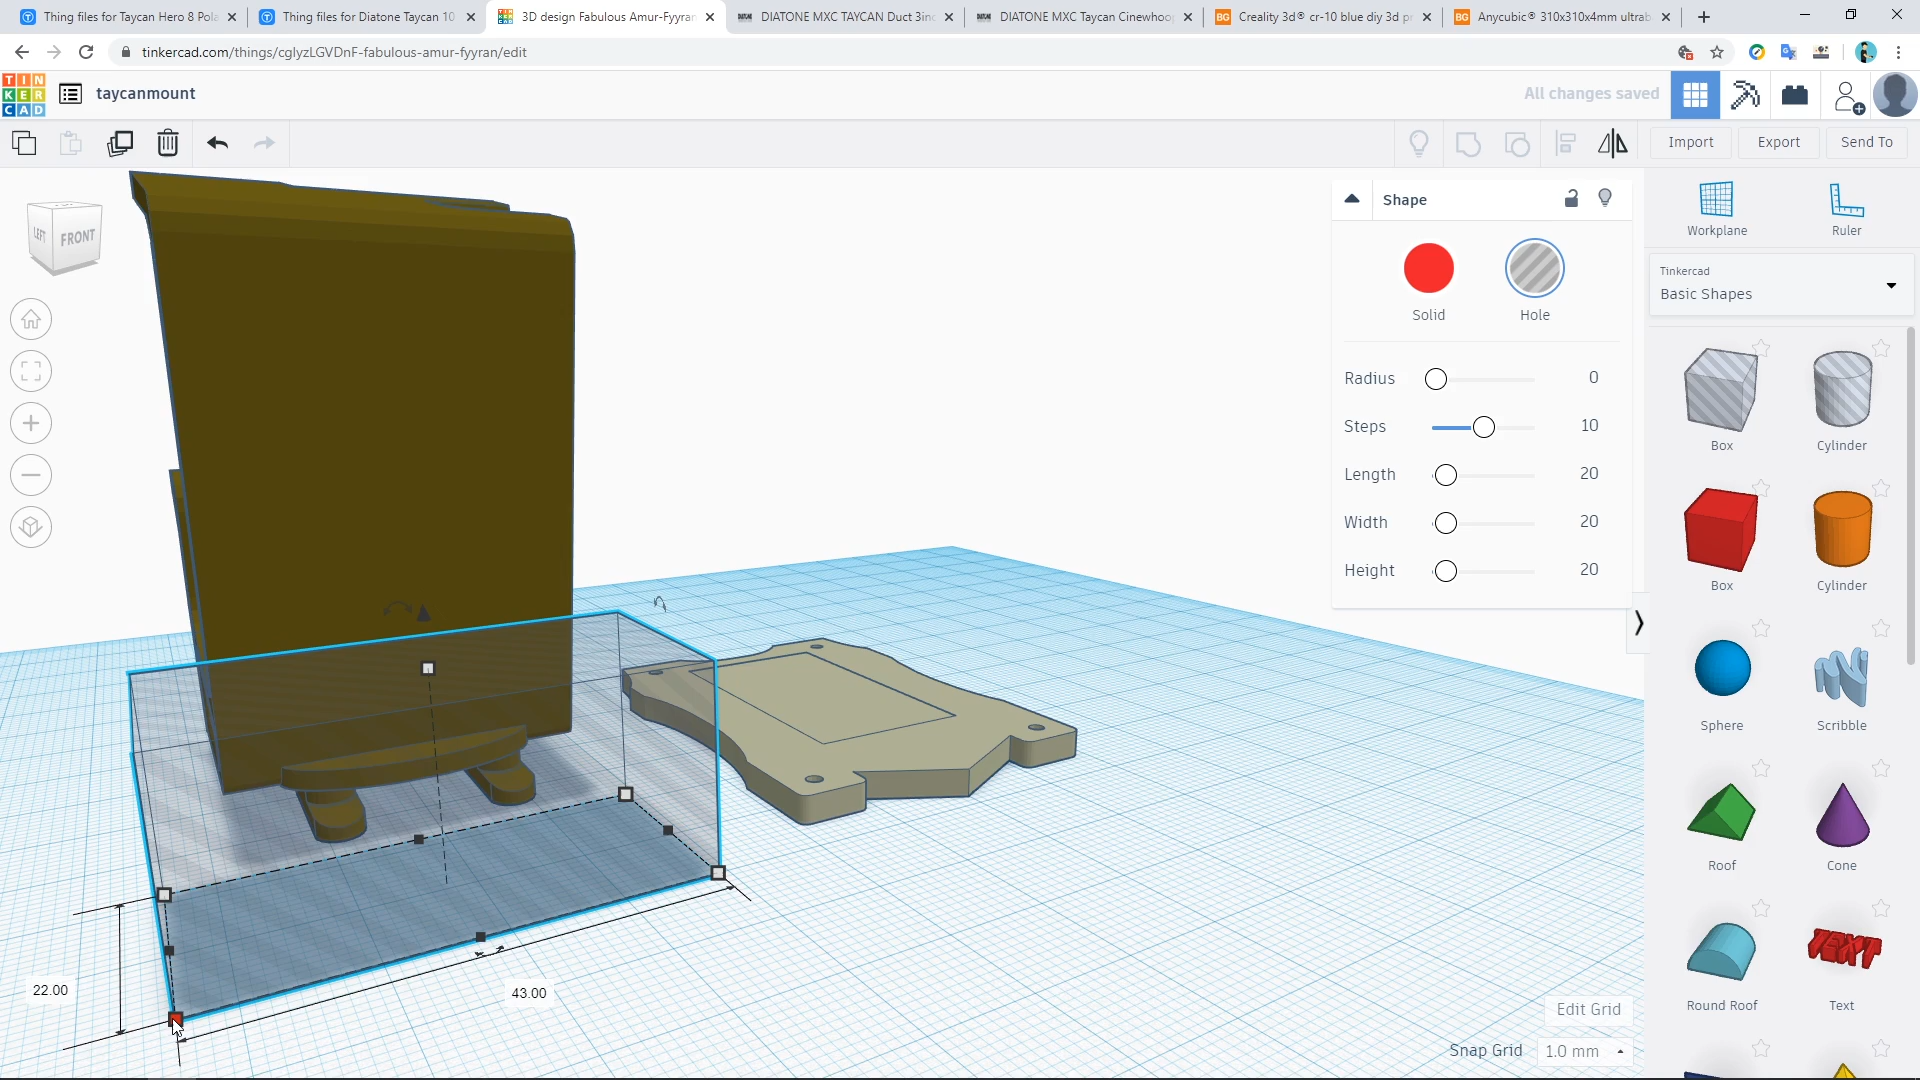 Thing files for Taycan Hero 8 Pola
Thing files for Diatone Taycan 10
3D design Fabulous Amur-Fyyran
DIATONE MXC TAYCAN Duct 3inc
DIATONE MXC Taycan Cinewhoop
Creality 3d® cr-10 blue diy 3d pr
Anycubic® 310x310x4mm ultrab
tinkercad.com/things/cglyzLGVDnF-fabulous-amur-fyyran/edit
TIN
KER
CAD
taycanmount
All changes saved
Import
Export
Send To
LEFT
FRONT
Shape
Solid
Hole
Radius 0
Steps 10
Length 20
Width 20
Height 20
Workplane
Ruler
Tinkercad
Basic Shapes
Box
Cylinder
Box
Cylinder
Sphere
Scribble
Roof
Cone
Round Roof
TEXT
Text
22.00
43.00
Edit Grid
Snap Grid 1.0 mm